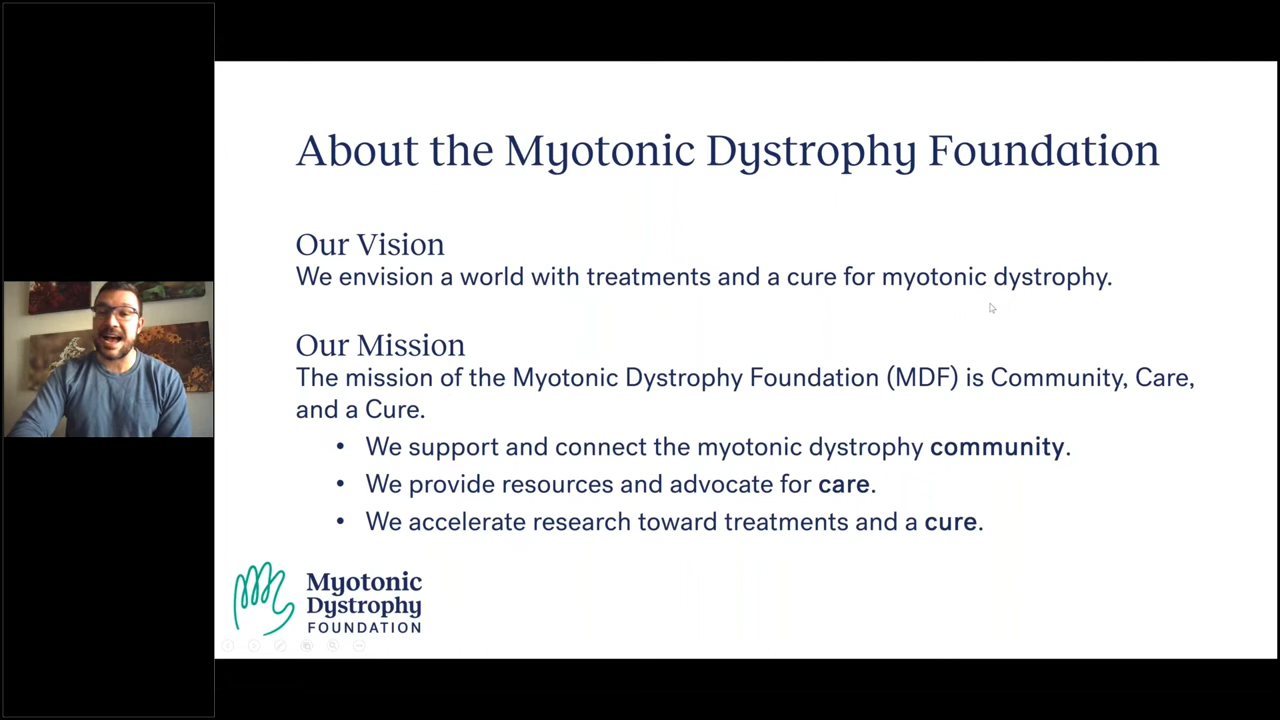 About the Myotonic Dystrophy Foundation
Our Vision
We envision a world with treatments and a cure for myotonic dystrophy.
Our Mission
The mission of the Myotonic Dystrophy Foundation (MDF) is Community, Care,
and a Cure.
• We support and connect the myotonic dystrophy community.
• We provide resources and advocate for care.
• We accelerate research toward treatments and a cure.
Myotonic
Dystrophy
FOUNDATION